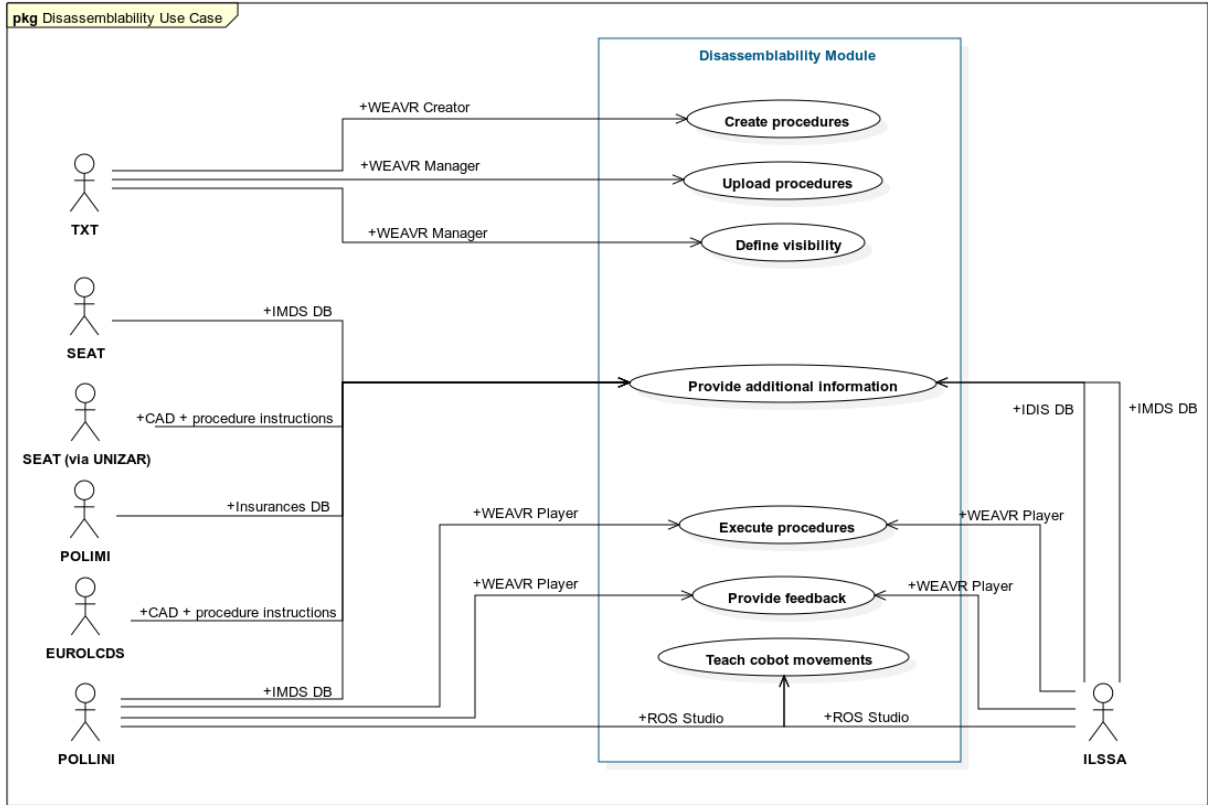 pkg Disassemblability Use Case
Disassemblability Module
+WEAVR Creator
Create procedures
+WEAVR Manager
Upload procedures
TXT
+WEAVR Manager
Define visibility
+IMDS DB
SEAT
Provide additional information
+IDIS DB
+IMDS DB
+CAD + procedure instructions
SEAT (via UNIZAR)
+Insurances DB
POLIMI
+WEAVR Player
Execute procedures
+WEAVR Player
+WEAVR Player
Provide feedback
+WEAVR Player
+CAD + procedure instructions
EUROLCDS
Teach cobot movements
+IMDS DB
+ROS Studio
+ROS Studio
POLLINI
ILSSA